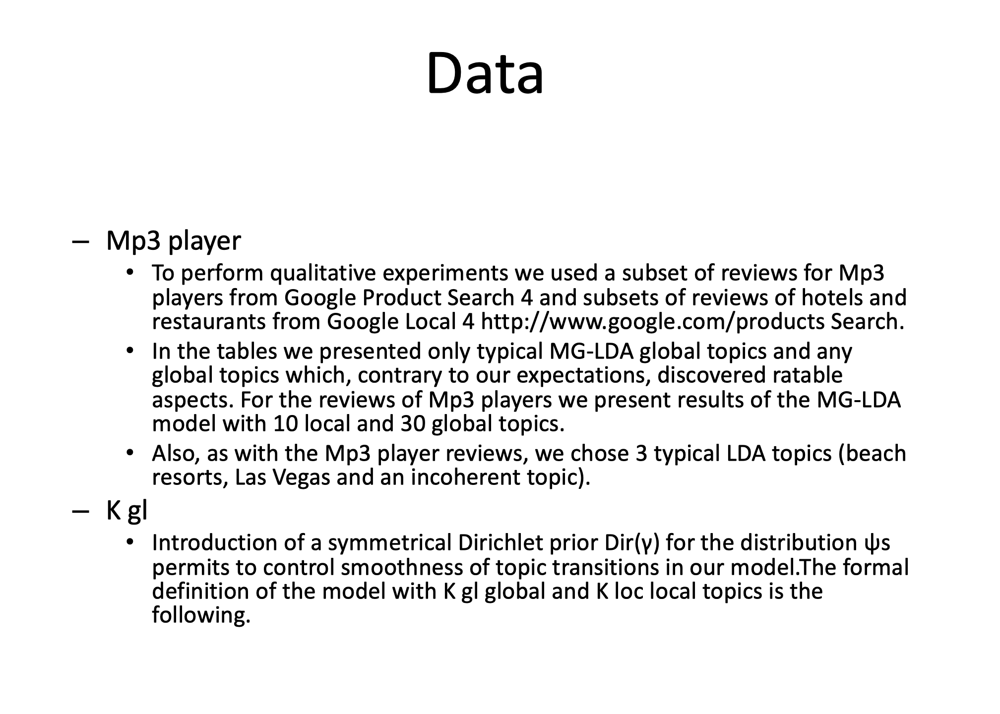 Data
– Mp3 player
• To perform qualitative experiments we used a subset of reviews for Mp3
players from Google Product Search 4 and subsets of reviews of hotels and
restaurants from Google Local 4 http://www.google.com/products Search.
• In the tables we presented only typical MG-LDA global topics and any
global topics which, contrary to our expectations, discovered ratable
aspects. For the reviews of Mp3 players we present results of the MG-LDA
model with 10 local and 30 global topics.
• Also, as with the Mp3 player reviews, we chose 3 typical LDA topics (beach
resorts, Las Vegas and an incoherent topic).
– K gl
• Introduction of a symmetrical Dirichlet prior Dir(γ) for the distribution ψs
permits to control smoothness of topic transitions in our model.The formal
definition of the model with K gl global and K loc local topics is the
following.